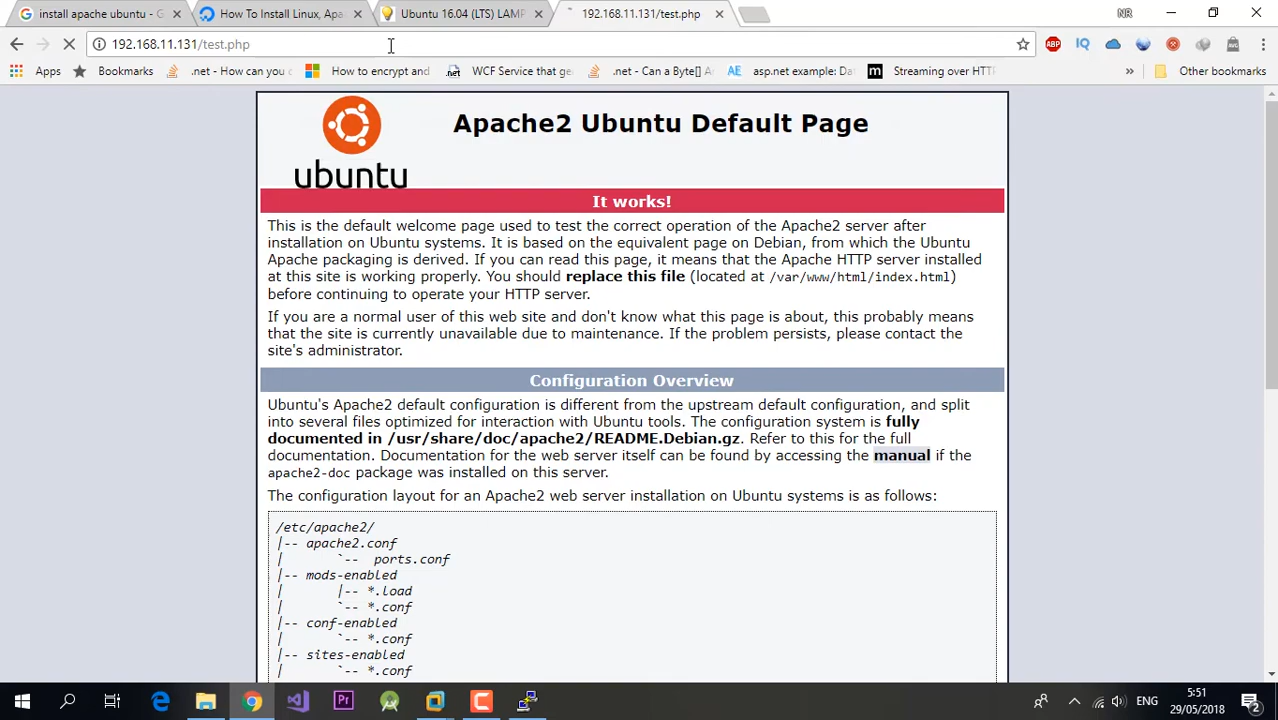 install apache ubuntu - G
How To Install Linux, Apac
Ubuntu 16.04 (LTS) LAMP
192.168.11.131/test.php
NR
192.168.11.131/test.php
ABP
IQ
AVG
Apps
Bookmarks
.net - How can you c
How to encrypt and
.net
WCF Service that ge
.net - Can a Byte[] A
AE
asp.net example: Da
m
Streaming over HTT
»
Other bookmarks
ubuntu
Apache2 Ubuntu Default Page
It works!
This is the default welcome page used to test the correct operation of the Apache2 server after
installation on Ubuntu systems. It is based on the equivalent page on Debian, from which the Ubuntu
Apache packaging is derived. If you can read this page, it means that the Apache HTTP server installed
at this site is working properly. You should replace this file (located at /var/www/html/index.html)
before continuing to operate your HTTP server.
If you are a normal user of this web site and don't know what this page is about, this probably means
that the site is currently unavailable due to maintenance. If the problem persists, please contact the
site's administrator.
Configuration Overview
Ubuntu's Apache2 default configuration is different from the upstream default configuration, and split
into several files optimized for interaction with Ubuntu tools. The configuration system is fully
documented in /usr/share/doc/apache2/README.Debian.gz. Refer to this for the full
documentation. Documentation for the web server itself can be found by accessing the manual if the
apache2-doc package was installed on this server.
The configuration layout for an Apache2 web server installation on Ubuntu systems is as follows:
/etc/apache2/
|-- apache2.conf
|       `--  ports.conf
|-- mods-enabled
|       |-- *.load
|       `-- *.conf
|-- conf-enabled
|       `-- *.conf
|-- sites-enabled
|       `-- *.conf
Pr
ENG
5:51
29/05/2018
2